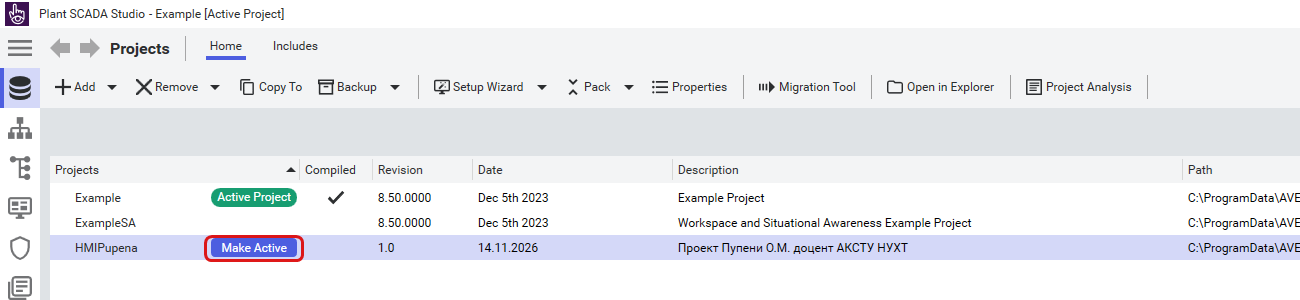 Plant SCADA Studio - Example [Active Project]
Projects Home Includes
Add Remove Copy To Backup Setup Wizard Pack Properties Migration Tool Open in Explorer Project Analysis
Projects Compiled Revision Date Description Path
Example Active Project 8.50.0000 Dec 5th 2023 Example Project C:\ProgramData\AVE
ExampleSA 8.50.0000 Dec 5th 2023 Workspace and Situational Awareness Example Project C:\ProgramData\AVE
HMIPupena Make Active 1.0 14.11.2026 Проект Пупени О.М. доцент АКСТУ НУХТ C:\ProgramData\AVE